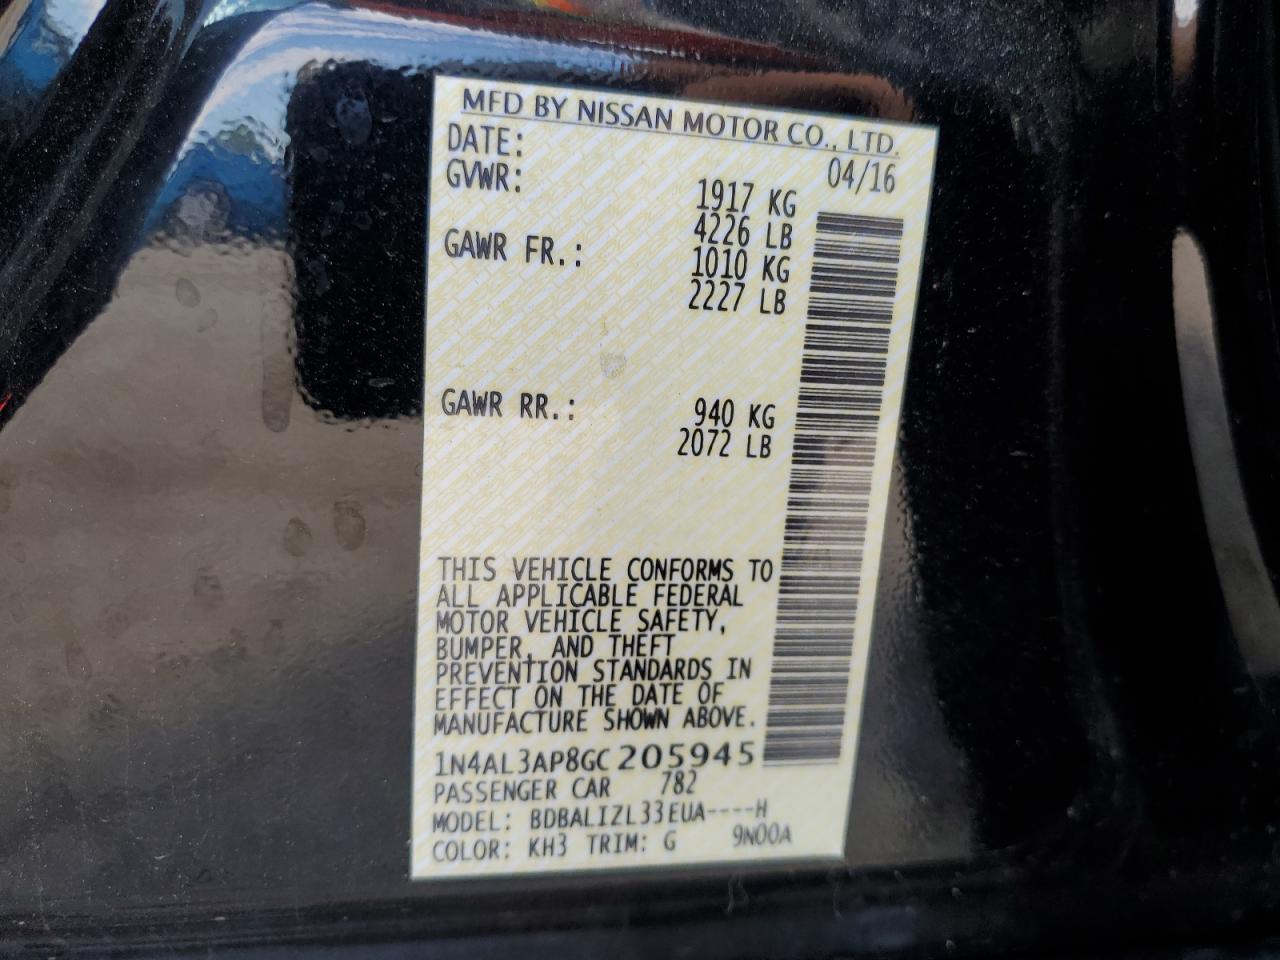 MFD BY NISSAN MOTOR CO., LTD.
DATE: 04/16
GVWR: 1917 KG
4226 LB
GAWR FR.: 1010 KG
2227 LB
GAWR RR.: 940 KG
2072 LB
THIS VEHICLE CONFORMS TO
ALL APPLICABLE FEDERAL
MOTOR VEHICLE SAFETY,
BUMPER, AND THEFT
PREVENTION STANDARDS IN
EFFECT ON THE DATE OF
MANUFACTURE SHOWN ABOVE.
1N4AL3AP8GC205945
PASSENGER CAR 782
MODEL: BDBALIZL33EUA----H
COLOR: KH3 TRIM: G 9N00A